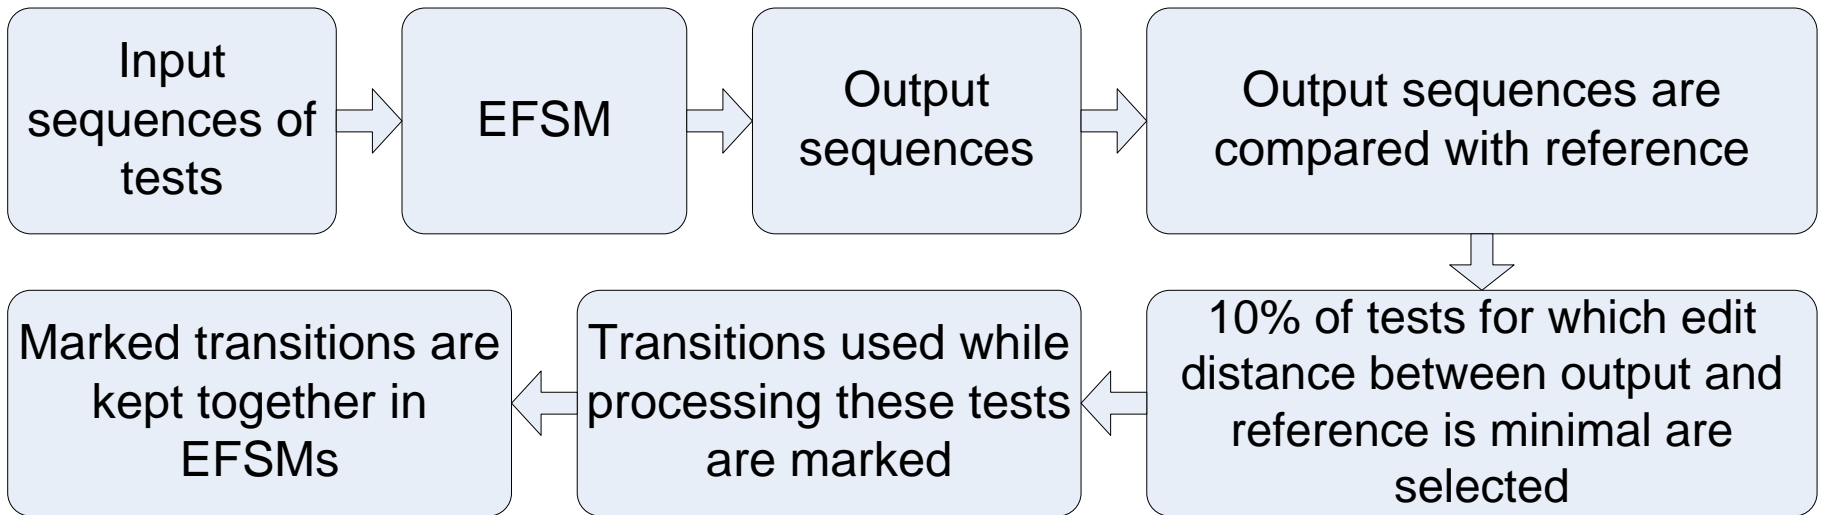 Input
sequences of
tests
EFSM
Output
sequences
Output sequences are
compared with reference
10% of tests for which edit
distance between output and
reference is minimal are
selected
Transitions used while
processing these tests
are marked
Marked transitions are
kept together in
EFSMs